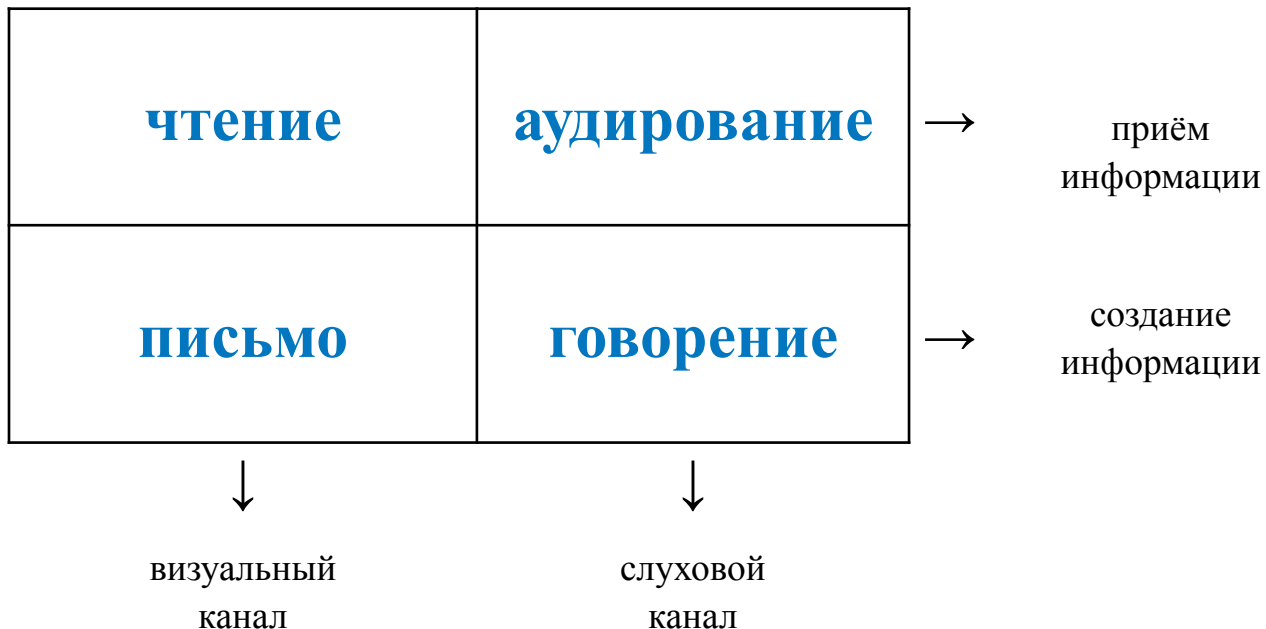 чтение аудирование →
приём
информации
письмо говорение →
создание
информации
↓ ↓
визуальный
канал
слуховой
канал